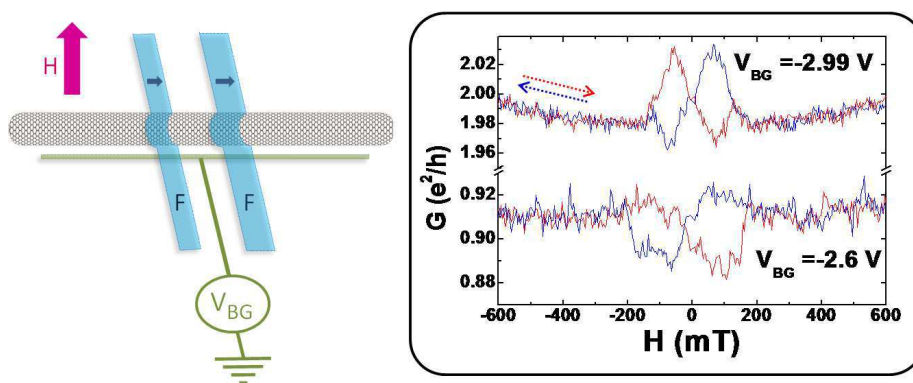 H
F
F
V_BG
2.02
2.00
1.98
1.96
0.92
0.90
0.88
G (e²/h)
V_BG =-2.99 V
V_BG =-2.6 V
-600 -400 -200 0 200 400 600
H (mT)